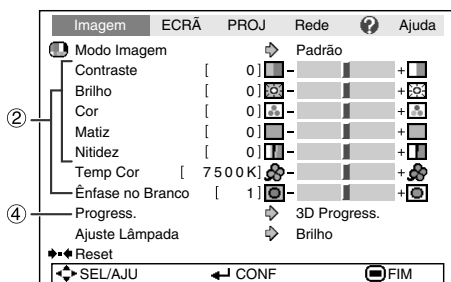 Imagem ECRÃ PROJ Rede ? Ajuda
Modo Imagem Padrão
Contraste [ 0] - +
Brilho [ 0] - +
Cor [ 0] - +
Matiz [ 0] - +
Nitidez [ 0] - +
Temp Cor [ 7500K] - +
Ênfase no Branco [ 1] - +
Progress. 3D Progress.
Ajuste Lâmpada Brilho
Reset
SEL/AJU CONF FIM
2
4